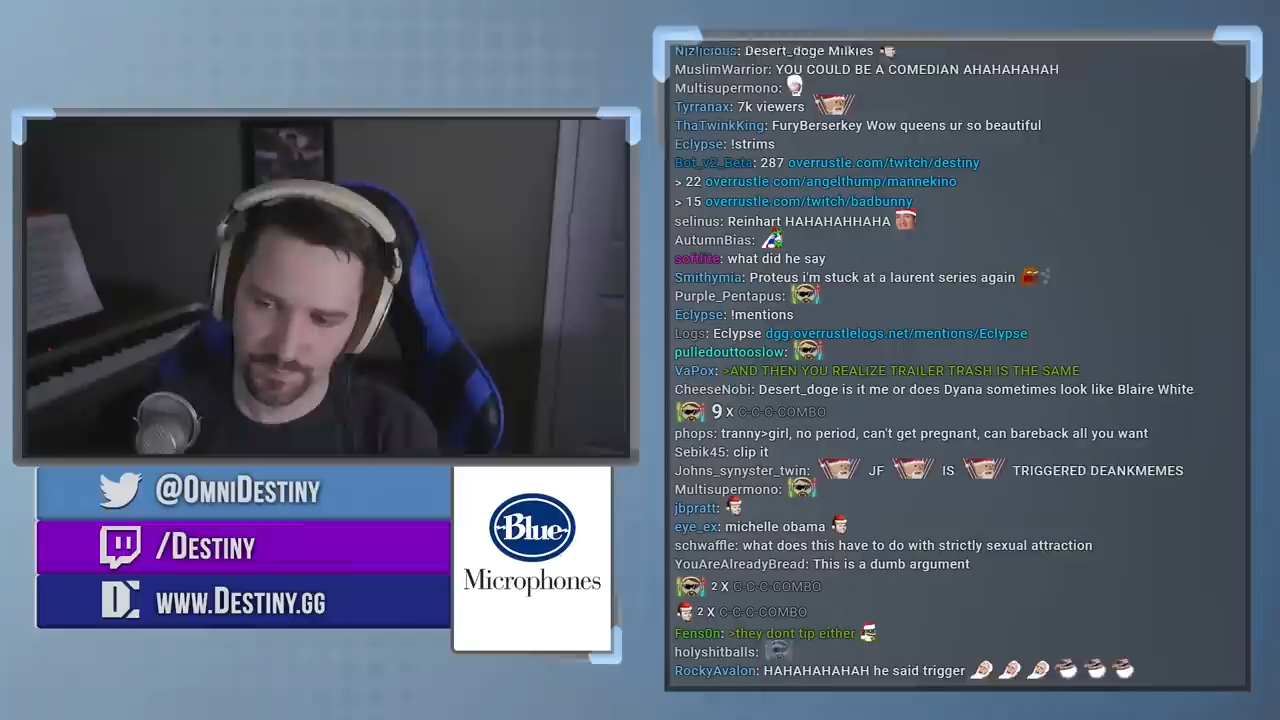 Nizlicious: Desert_doge Milkies
MuslimWarrior: YOU COULD BE A COMEDIAN AHAHAHAHAH
Multisupermono:
Tyrranax: 7k viewers
ThaTwinkKing: FuryBerserkey Wow queens ur so beautiful
Eclypse: !strims
Bot_v2_Beta: 287 overrustle.com/twitch/destiny
> 22 overrustle.com/angelthump/mannekino
> 15 overrustle.com/twitch/badbunny
selinus: Reinhart HAHAHAHHAHA
AutumnBias:
softlite: what did he say
Smithymia: Proteus i'm stuck at a laurent series again
Purple_Pentapus:
Eclypse: !mentions
Logs: Eclypse dgg.overrustlelogs.net/mentions/Eclypse
pulledouttooslow:
VaPox: >AND THEN YOU REALIZE TRAILER TRASH IS THE SAME
CheeseNobi: Desert_doge is it me or does Dyana sometimes look like Blaire White
9 X C-C-C-COMBO
phops: tranny>girl, no period, can't get pregnant, can bareback all you want
Sebik45: clip it
Johns_synyster_twin: JF IS TRIGGERED DEANKMEMES
Multisupermono:
jbpratt:
eye_ex: michelle obama
schwaffle: what does this have to do with strictly sexual attraction
YouAreAlreadyBread: This is a dumb argument
2 X C-C-C-COMBO
2 X C-C-C-COMBO
Fens0n: >they dont tip either
holyshitballs:
RockyAvalon: HAHAHAHAHAH he said trigger
@OmniDestiny
/Destiny
www.Destiny.gg
Blue
Microphones